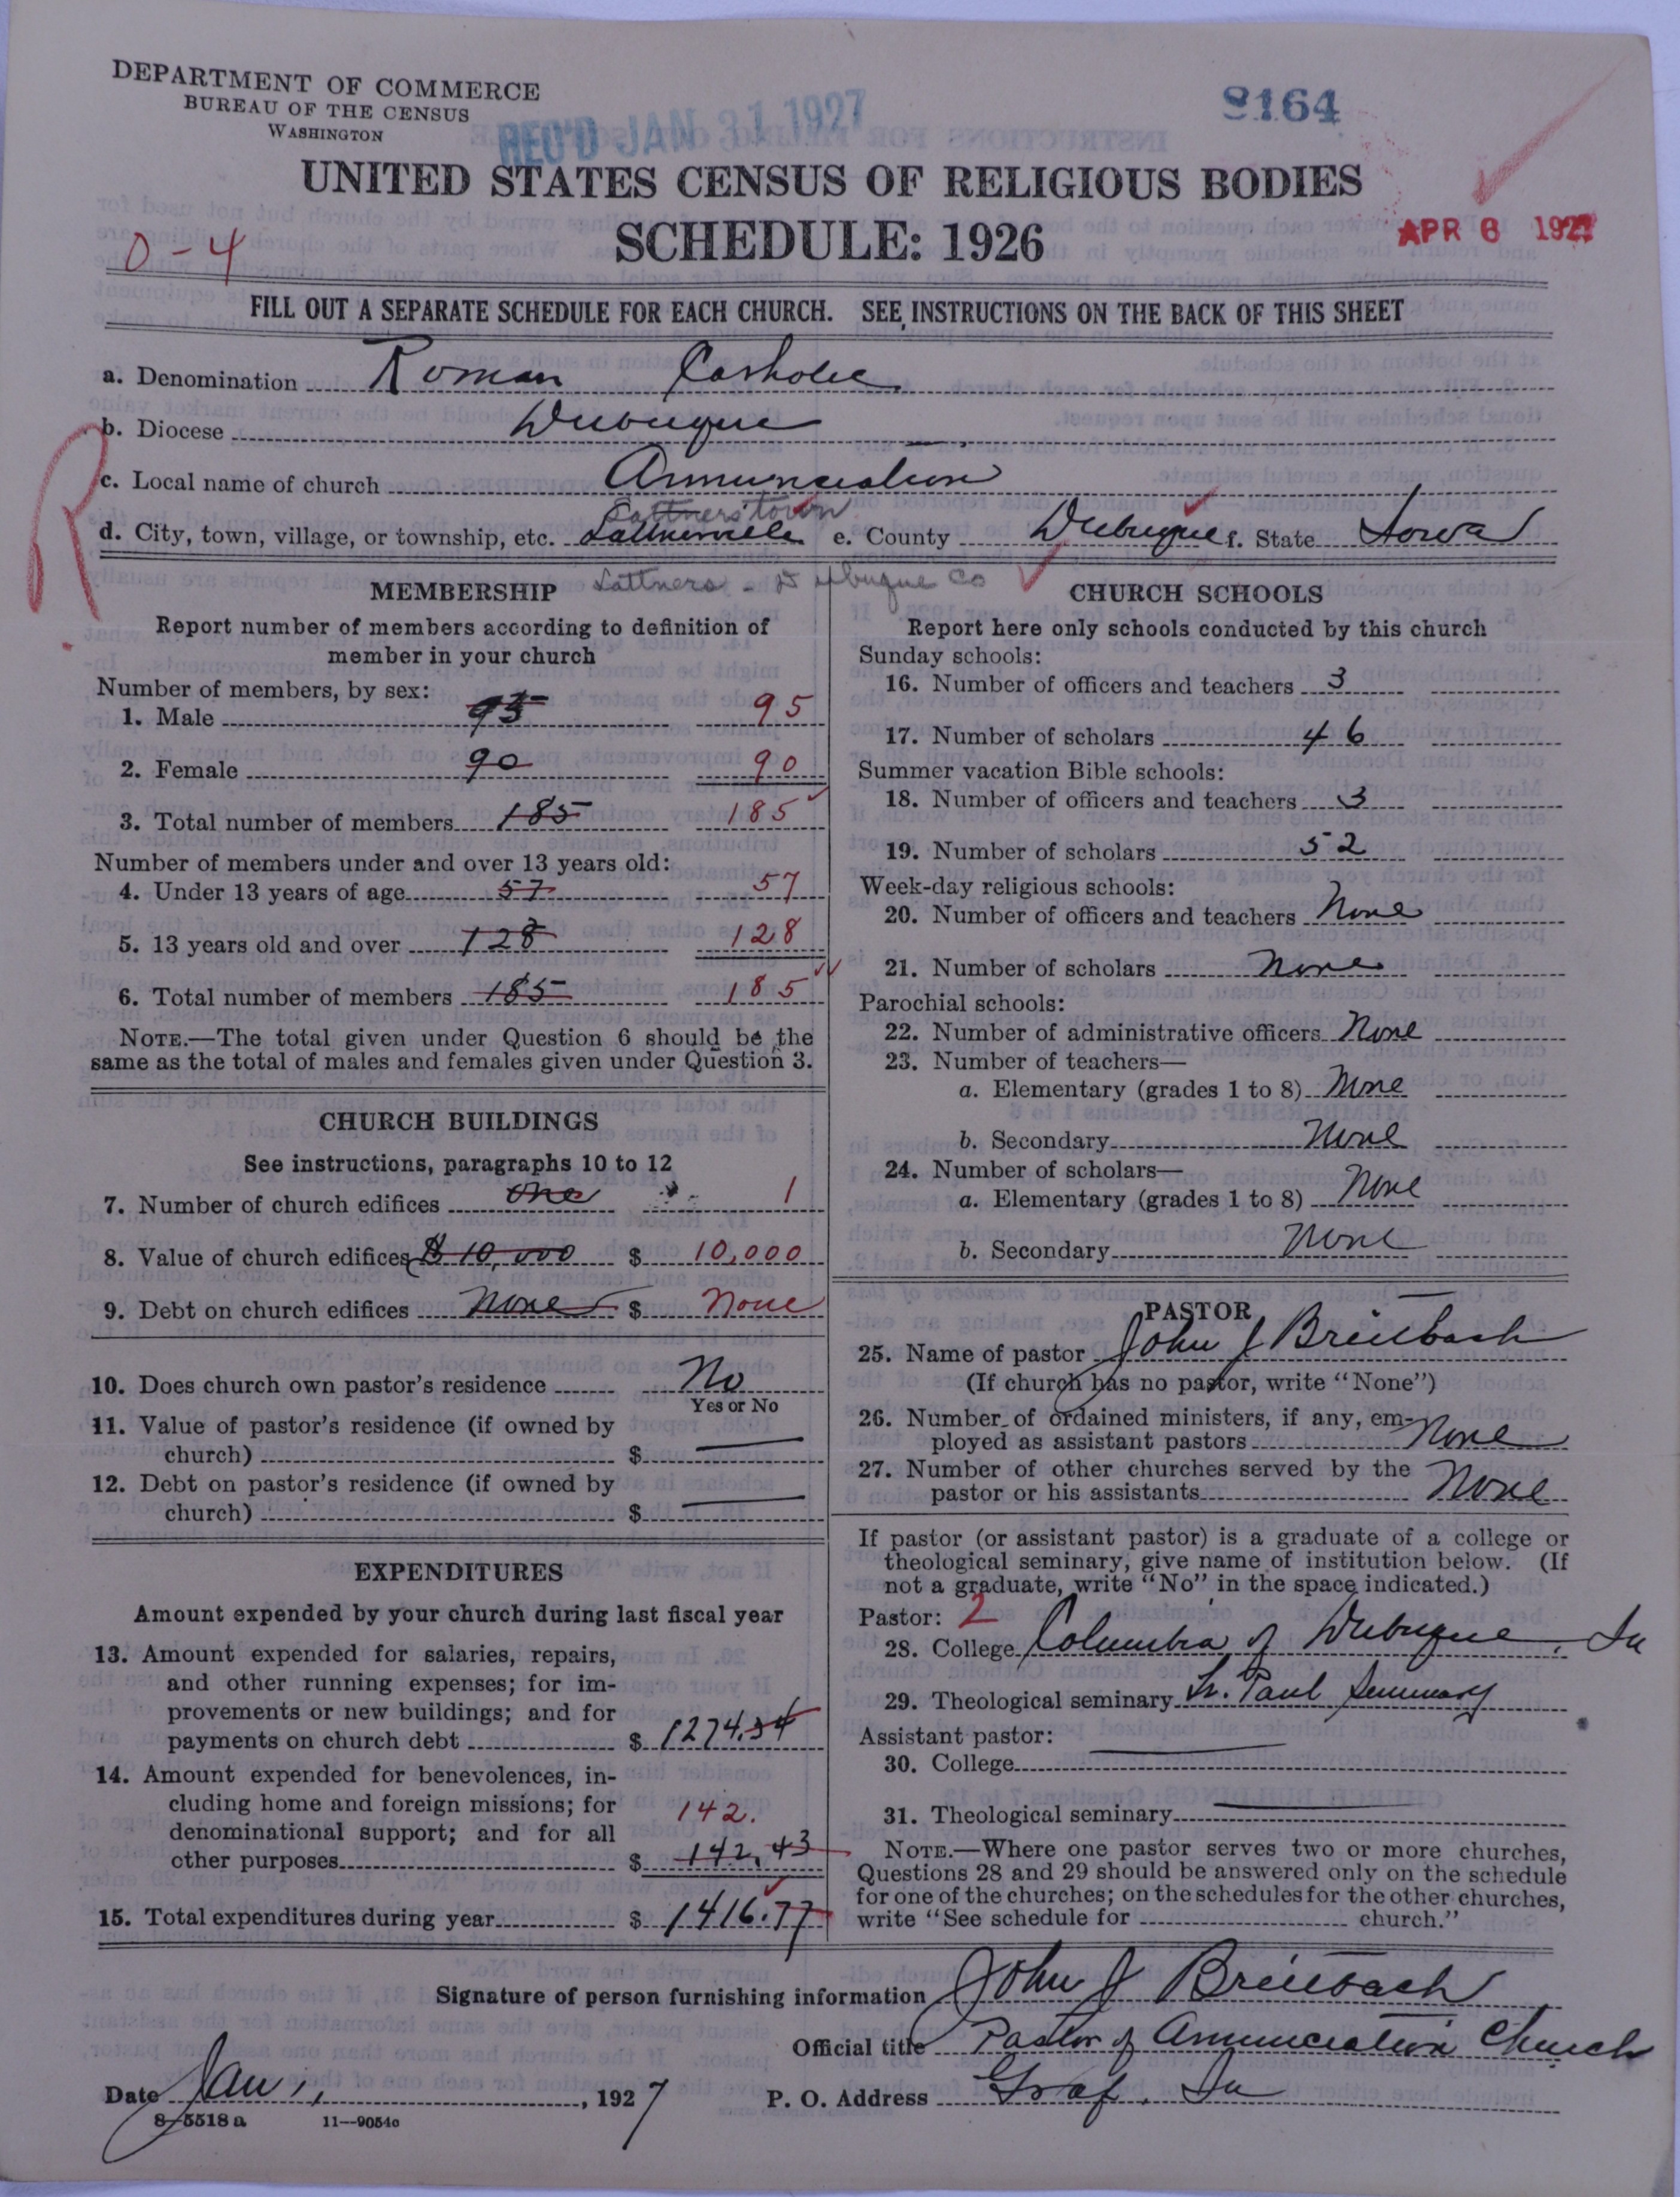 DEPARTMENT OF COMMERCE
BUREAU OF THE CENSUS
WASHINGTON
REC'D JAN 31 1927
8164
UNITED STATES CENSUS OF RELIGIOUS BODIES
SCHEDULE: 1926
APR 6 1927
0-4
FILL OUT A SEPARATE SCHEDULE FOR EACH CHURCH. SEE INSTRUCTIONS ON THE BACK OF THIS SHEET
a. Denomination Roman Catholic
b. Diocese Dubuque
R
c. Local name of church Annunciation
Lattnerstown
d. City, town, village, or township, etc. Lattnerville e. County Dubuque f. State Iowa
Lattners - Dubuque Co
MEMBERSHIP
Report number of members according to definition of
member in your church
Number of members, by sex:
1. Male 95 95
2. Female 90 90
3. Total number of members 185 185
Number of members under and over 13 years old:
4. Under 13 years of age 57 57
5. 13 years old and over 128 128
6. Total number of members 185 185
NOTE.—The total given under Question 6 should be the
same as the total of males and females given under Question 3.
CHURCH BUILDINGS
See instructions, paragraphs 10 to 12
7. Number of church edifices one 1
8. Value of church edifices $10,000 $ 10,000
9. Debt on church edifices none $ none
10. Does church own pastor's residence No
Yes or No
11. Value of pastor's residence (if owned by
church) $
12. Debt on pastor's residence (if owned by
church) $
EXPENDITURES
Amount expended by your church during last fiscal year
13. Amount expended for salaries, repairs,
and other running expenses; for im-
provements or new buildings; and for
payments on church debt $ 1274.34
14. Amount expended for benevolences, in-
cluding home and foreign missions; for
denominational support; and for all 142.
other purposes $ 142.43
15. Total expenditures during year $ 1416.77
CHURCH SCHOOLS
Report here only schools conducted by this church
Sunday schools:
16. Number of officers and teachers 3
17. Number of scholars 46
Summer vacation Bible schools:
18. Number of officers and teachers 3
19. Number of scholars 52
Week-day religious schools:
20. Number of officers and teachers None
21. Number of scholars None
Parochial schools:
22. Number of administrative officers None
23. Number of teachers—
a. Elementary (grades 1 to 8) None
b. Secondary None
24. Number of scholars—
a. Elementary (grades 1 to 8) None
b. Secondary None
PASTOR
25. Name of pastor John J Breitbach
(If church has no pastor, write "None")
26. Number of ordained ministers, if any, em-
ployed as assistant pastors None
27. Number of other churches served by the
pastor or his assistants None
If pastor (or assistant pastor) is a graduate of a college or
theological seminary, give name of institution below. (If
not a graduate, write "No" in the space indicated.)
Pastor: 2
28. College Columbia of Dubuque, Ia
29. Theological seminary St. Paul Seminary
Assistant pastor:
30. College
31. Theological seminary
NOTE.—Where one pastor serves two or more churches,
Questions 28 and 29 should be answered only on the schedule
for one of the churches; on the schedules for the other churches,
write "See schedule for church."
Signature of person furnishing information John J Breitbach
Official title Pastor of Annunciation Church
Date Jan 1, 1927 P. O. Address Graf, Ia
8-5518 a 11—9054c